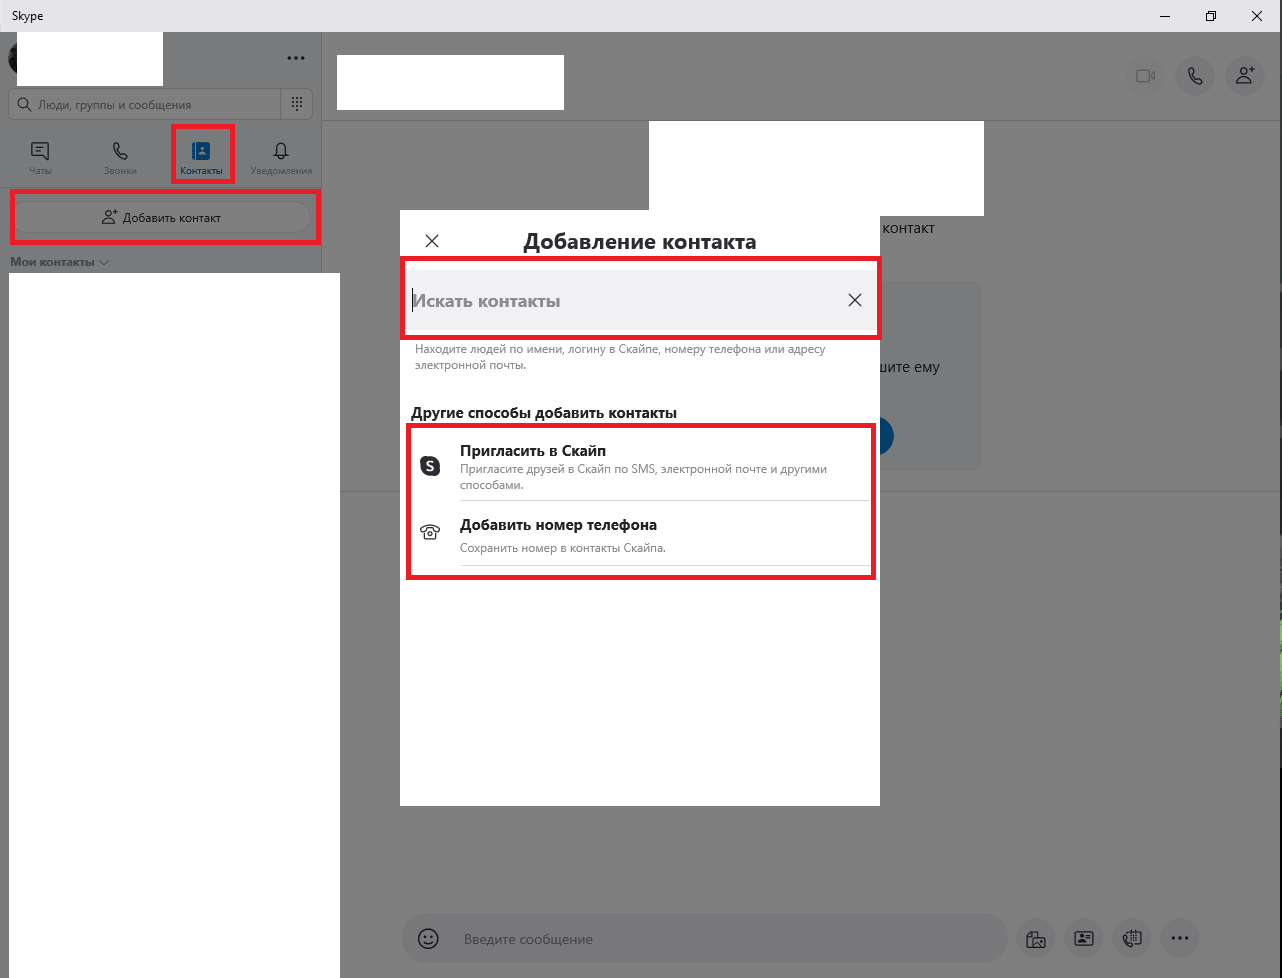 Skype
Люди, группы и сообщения
Чаты
Звонки
Контакты
Уведомления
Добавить контакт
Мои контакты
контакт
Добавление контакта
Искать контакты
Находите людей по имени, логину в Скайпе, номеру телефона или адресу
электронной почты.
ему
Другие способы добавить контакты
Пригласить в Скайп
Пригласите друзей в Скайп по SMS, электронной почте и другими
способами.
Добавить номер телефона
Сохранить номер в контакты Скайпа.
Введите сообщение